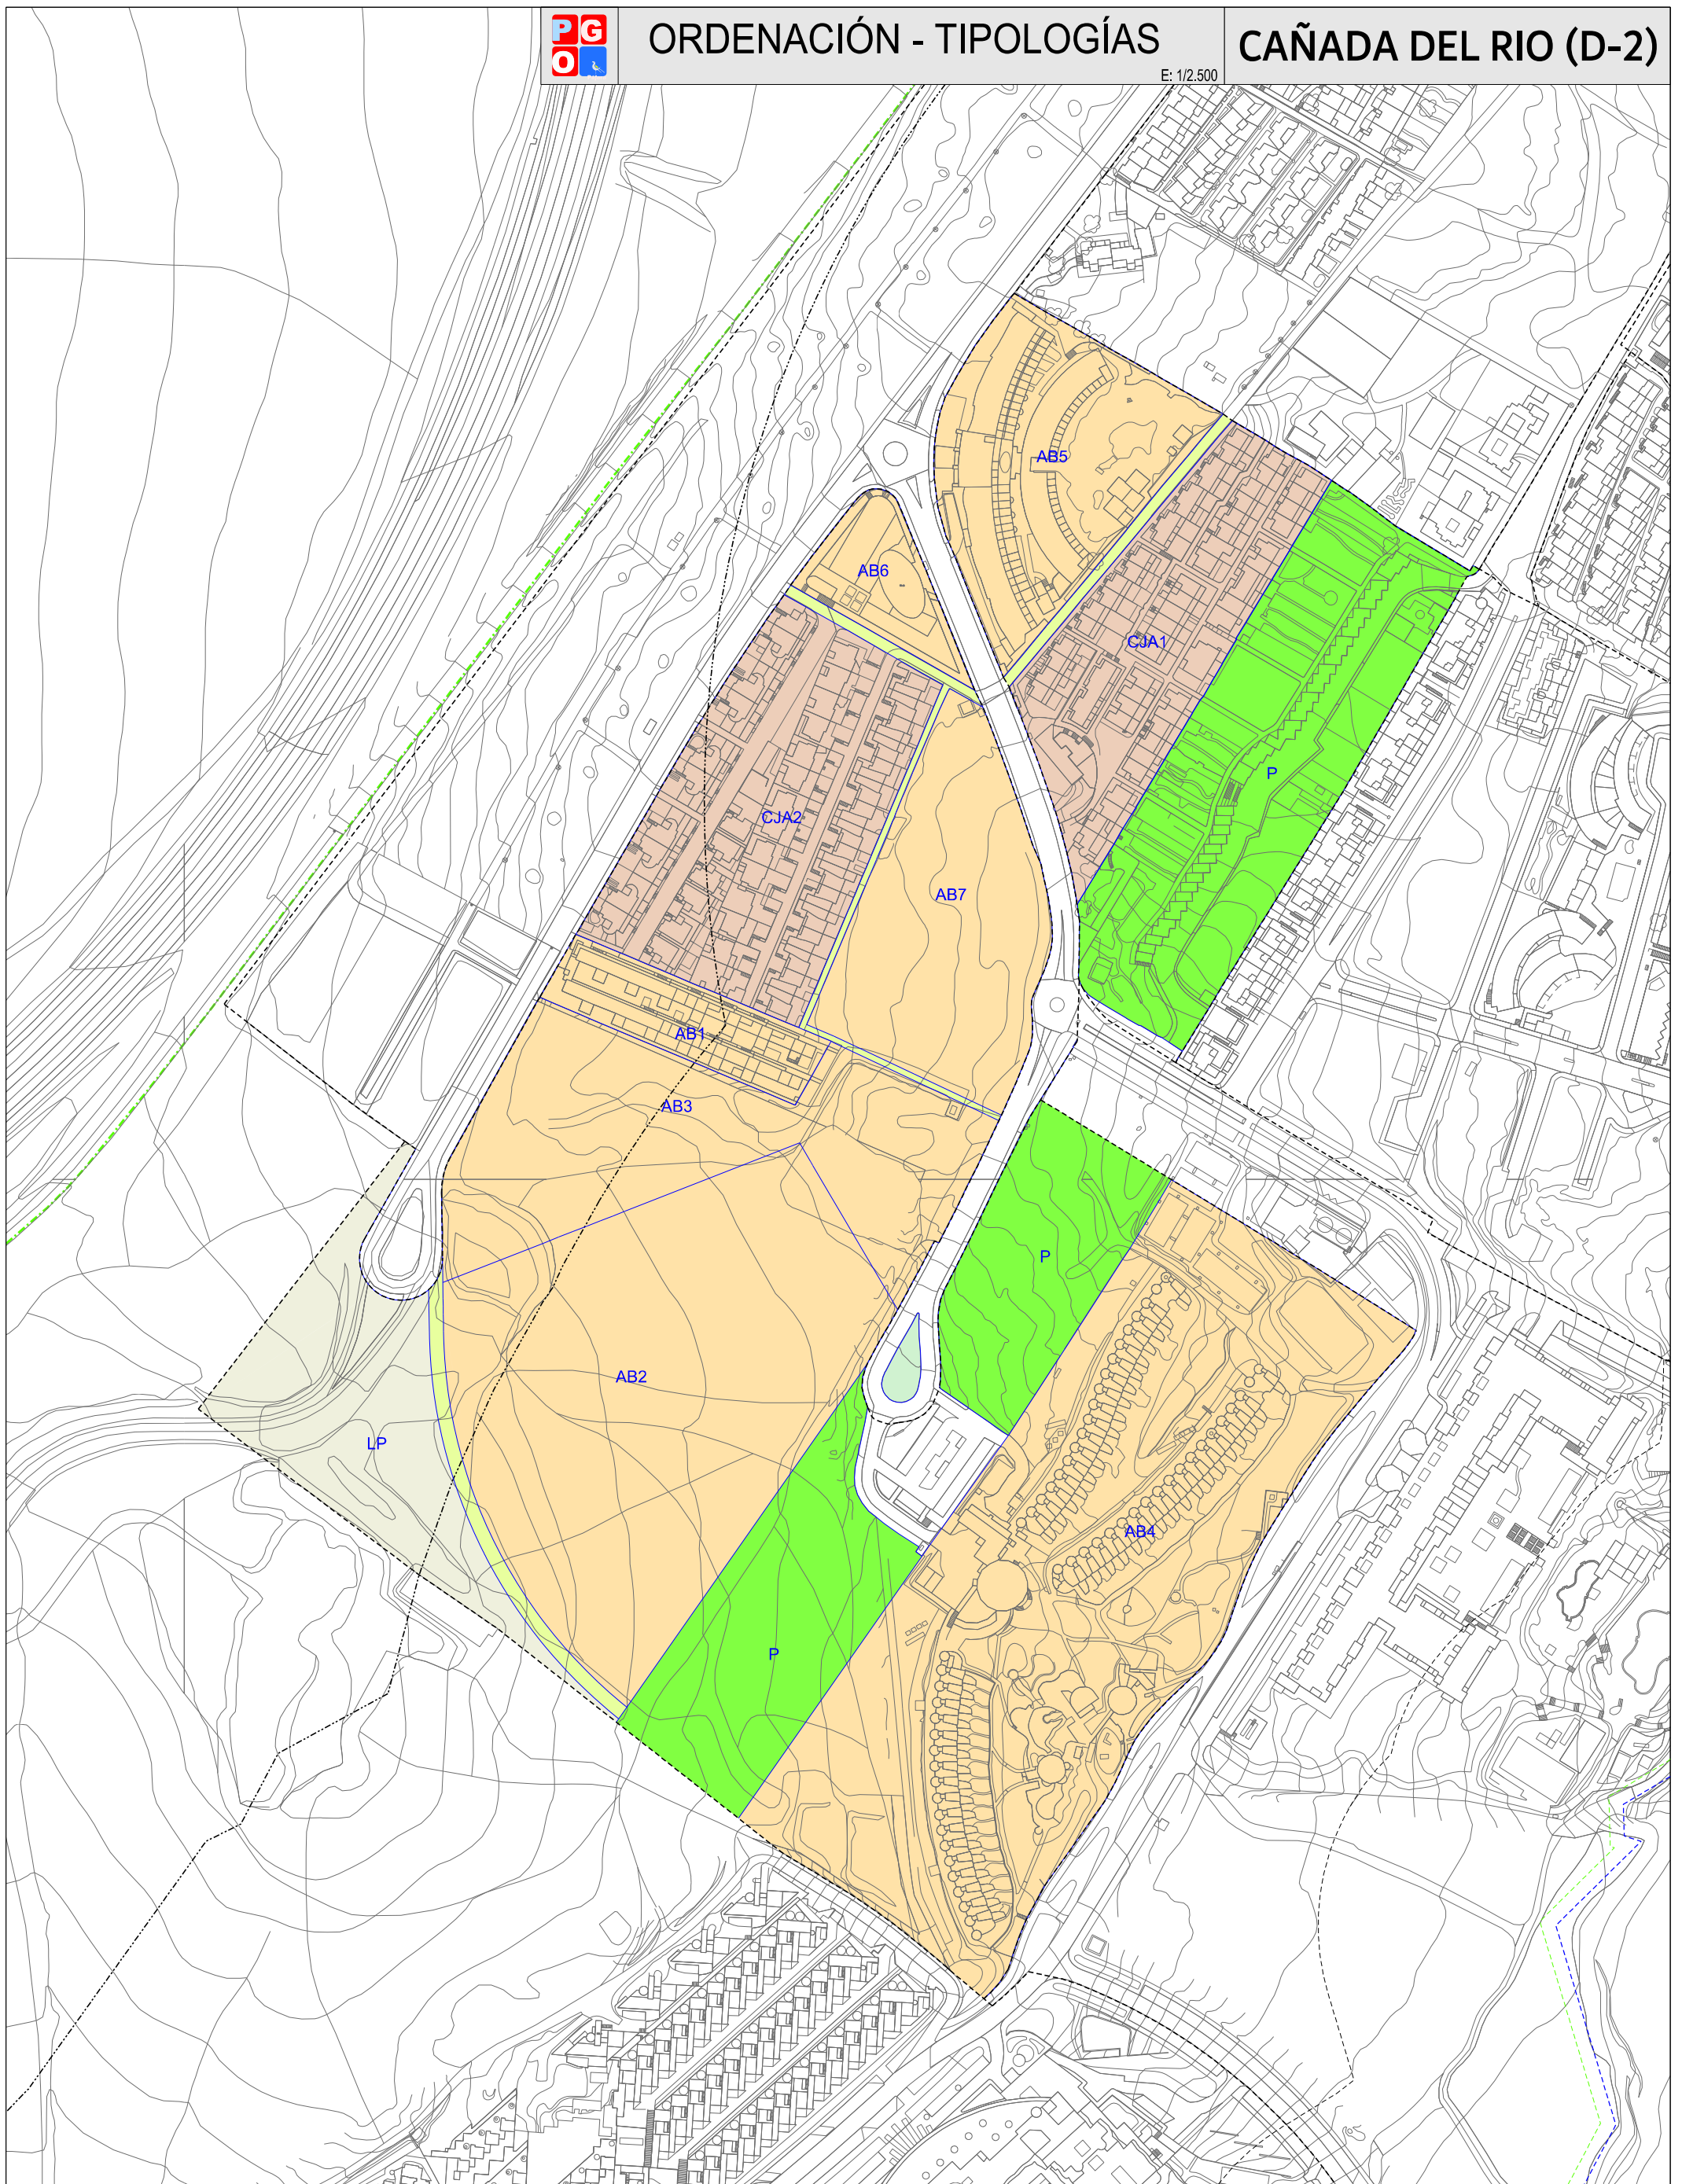 PG
O
ORDENACIÓN - TIPOLOGÍAS
E: 1/2.500
CAÑADA DEL RIO (D-2)
AB5
AB6
CJA1
P
CJA2
AB7
AB1
AB3
P
AB2
LP
AB4
P